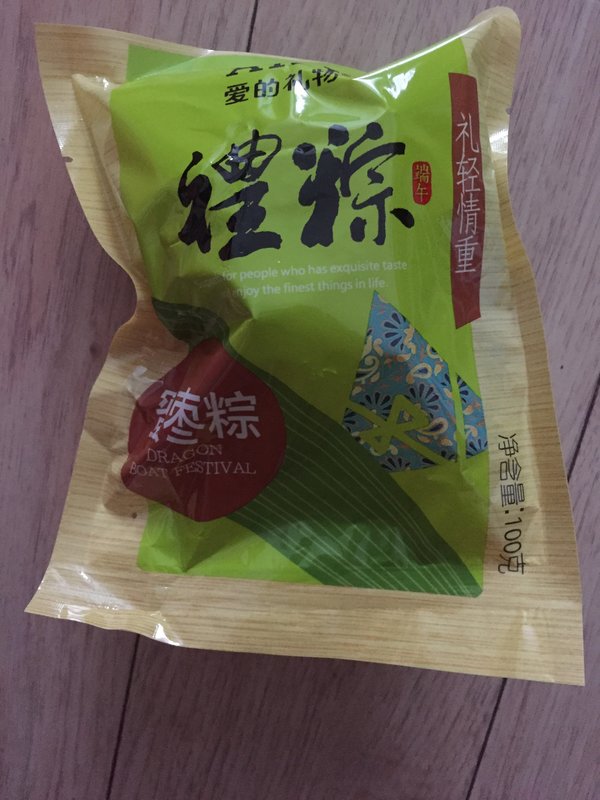 爱的礼物
禮粽
端午
礼轻情重
for people who has exquisite taste
enjoy the finest things in life.
枣粽
DRAGON
BOAT FESTIVAL
净含量:100克